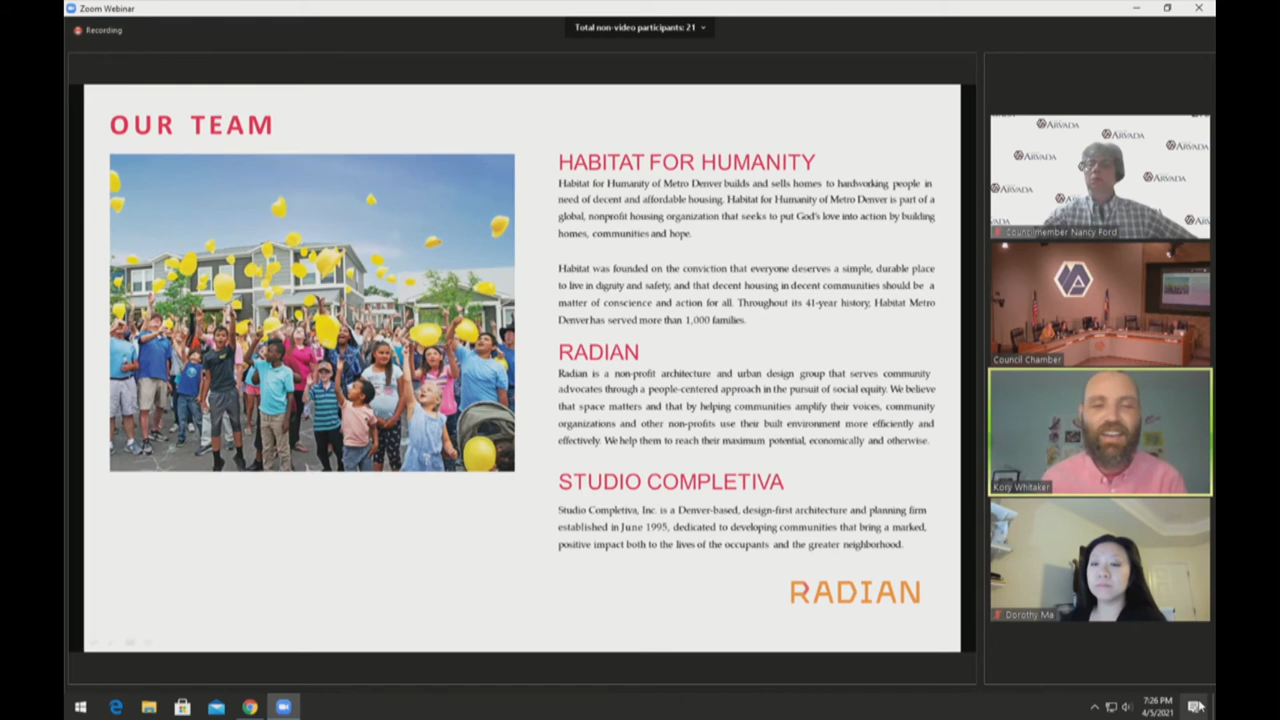 Zoom Webinar
Recording
Total non-video participants: 21
OUR TEAM
HABITAT FOR HUMANITY
Habitat for Humanity of Metro Denver builds and sells homes to hardworking people in
need of decent and affordable housing. Habitat for Humanity of Metro Denver is part of a
global, nonprofit housing organization that seeks to put God's love into action by building
homes, communities and hope.
Habitat was founded on the conviction that everyone deserves a simple, durable place
to live in dignity and safety, and that decent housing in decent communities should be a
matter of conscience and action for all. Throughout its 41-year history, Habitat Metro
Denver has served more than 1,000 families.
RADIAN
Radian is a non-profit architecture and urban design group that serves community
advocates through a people-centered approach in the pursuit of social equity. We believe
that space matters and that by helping communities amplify their voices, community
organizations and other non-profits use their built environment more efficiently and
effectively. We help them to reach their maximum potential, economically and otherwise.
STUDIO COMPLETIVA
Studio Completiva, Inc. is a Denver-based, design-first architecture and planning firm
established in June 1995, dedicated to developing communities that bring a marked,
positive impact both to the lives of the occupants and the greater neighborhood.
RADIAN
ARVADA
ARVADA
ARVADA
ARVADA
ARVADA
ARVADA
Councilmember Nancy Ford
Council Chamber
Kory Whitaker
Dorothy Ma
7:26 PM
4/5/2021